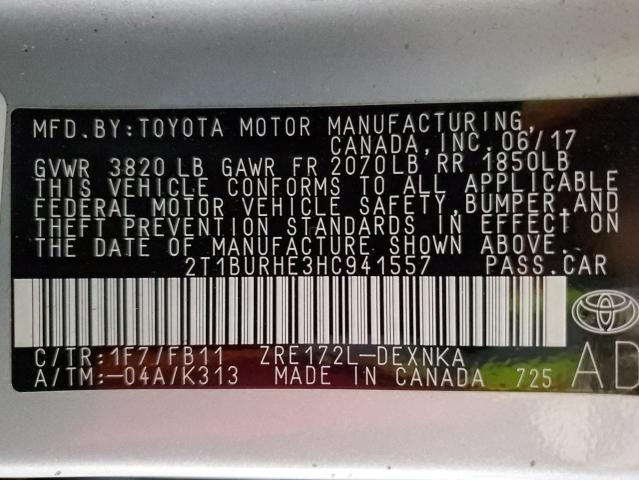 MFD.BY:TOYOTA MOTOR MANUFACTURING,
CANADA, INC. 06/17
GVWR 3820 LB GAWR FR 2070LB RR 1850LB
THIS VEHICLE CONFORMS TO ALL APPLICABLE
FEDERAL MOTOR VEHICLE SAFETY, BUMPER, AND
THEFT PREVENTION STANDARDS IN EFFECT ON
THE DATE OF MANUFACTURE SHOWN ABOVE.
2T1BURHE3HC941557 PASS.CAR
C/TR:1F7/FB11 ZRE172L-DEXNKA
A/TM:-04A/K313 MADE IN CANADA 725 AD